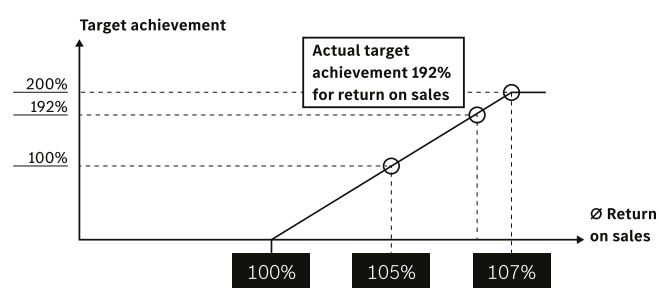 Target achievement
Actual target
achievement 192%
for return on sales
200%
192%
100%
Ø Return
on sales
100%
105%
107%